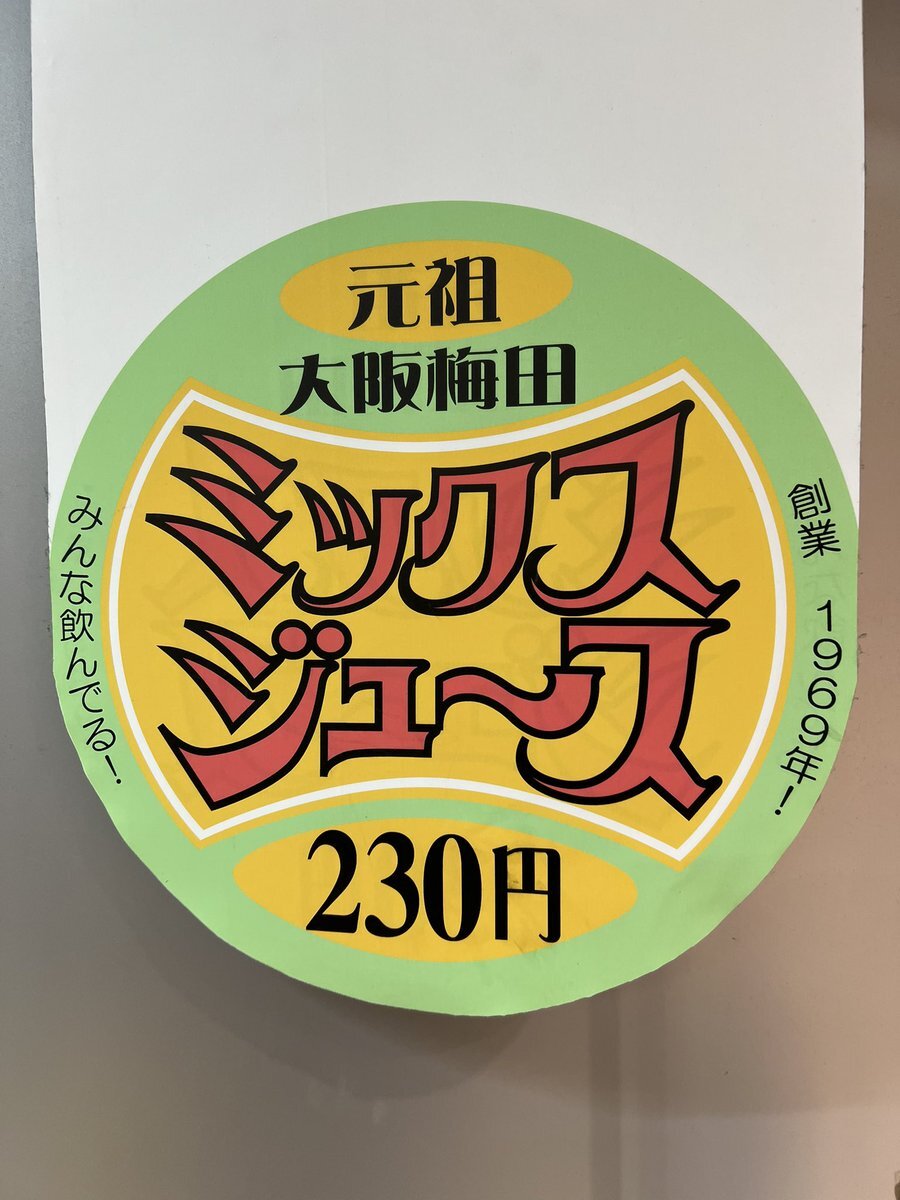 元祖
大阪梅田
ミックス
ジュース
230円
みんな飲んでる!
創業 1969年!